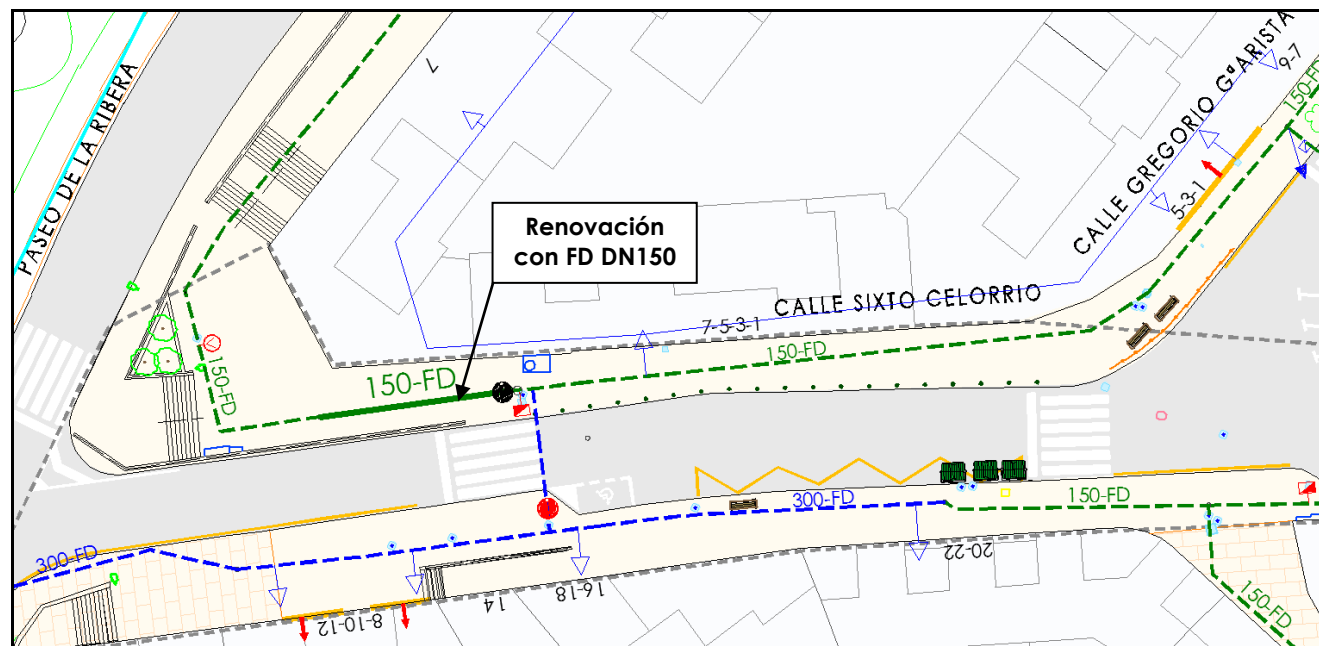 PASEO DE LA RIBERA
7
CALLE GREGORIO GªARISTA
9-7
150-FD
5-3-1
Renovación
con FD DN150
CALLE SIXTO CELORRIO
7-5-3-1
150-FD
150-FD
150-FD
300-FD
150-FD
300-FD
20-22
16-18
14
8-10-12
150-FD